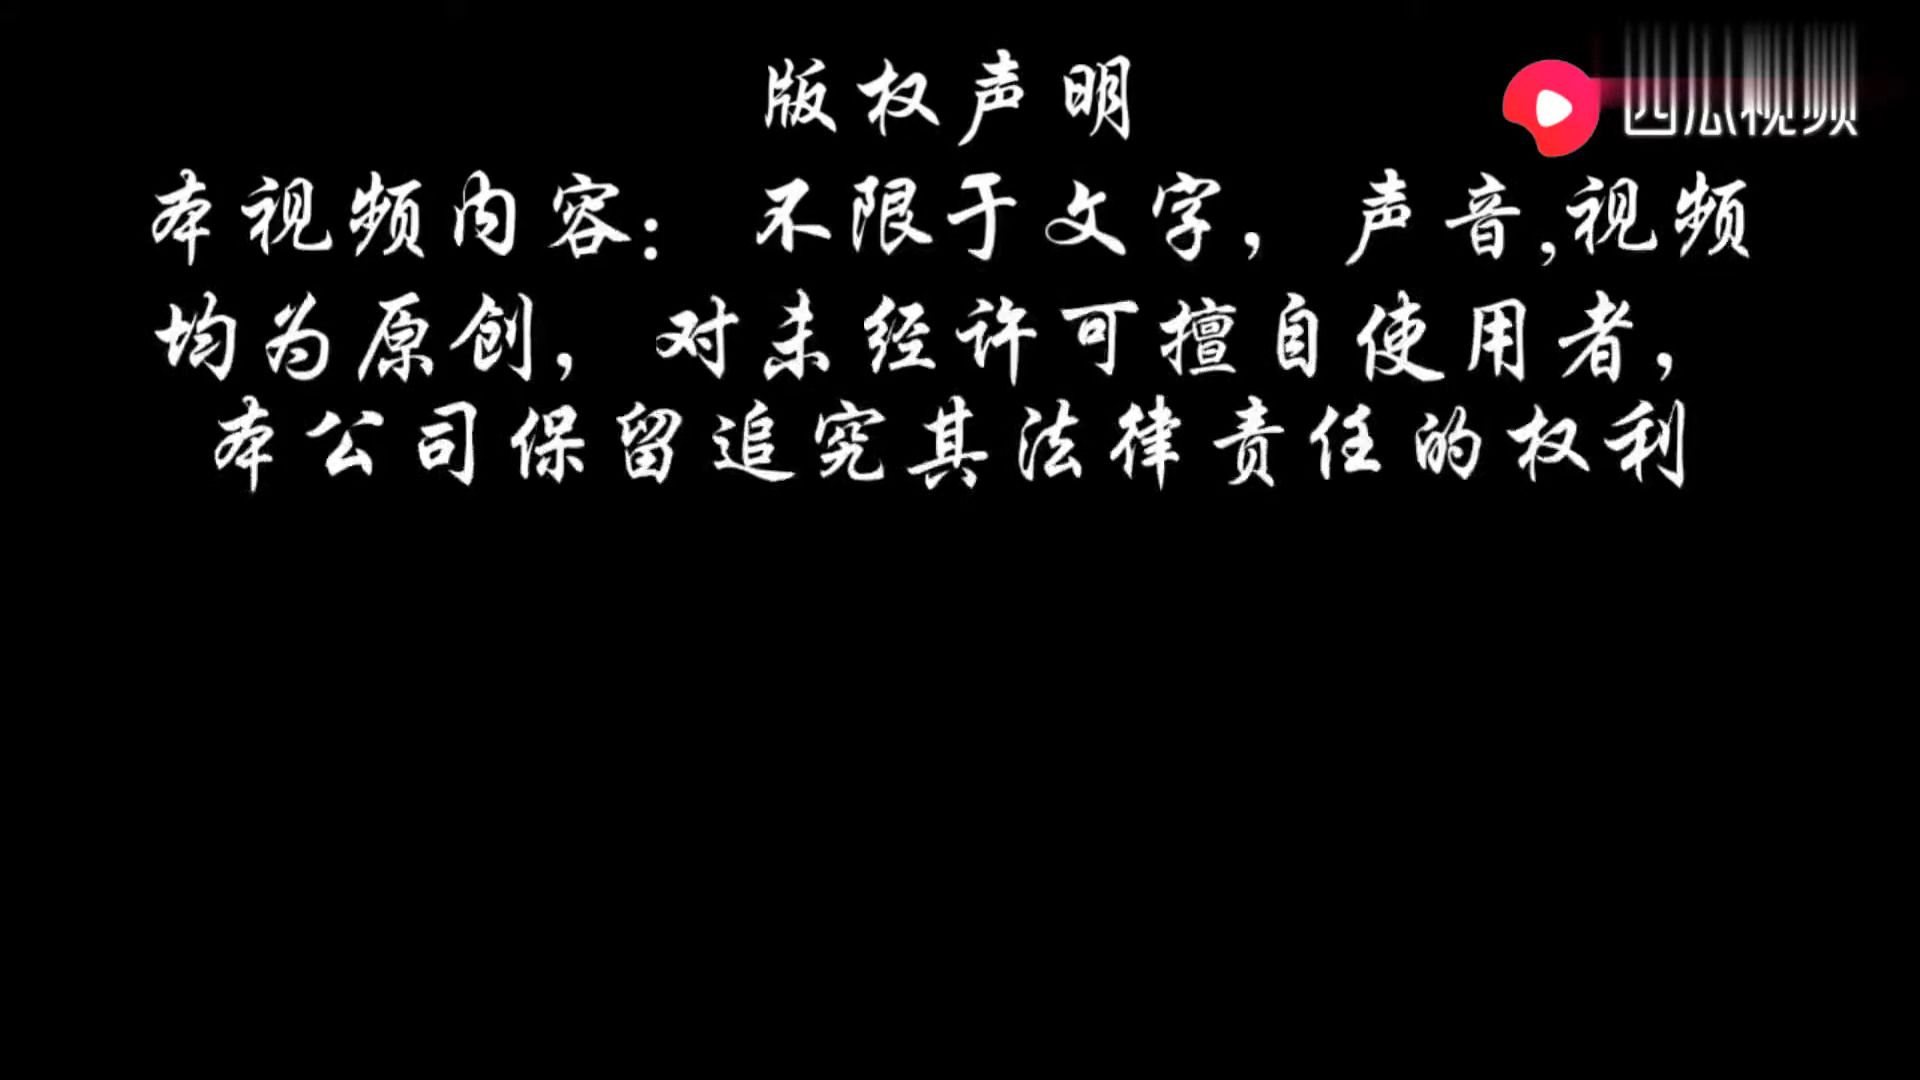 版权声明
西瓜视频
本视频内容： 不限于文字，声音,视频
均为原创，对未经许可擅自使用者，
本公司保留追究其法律责任的权利